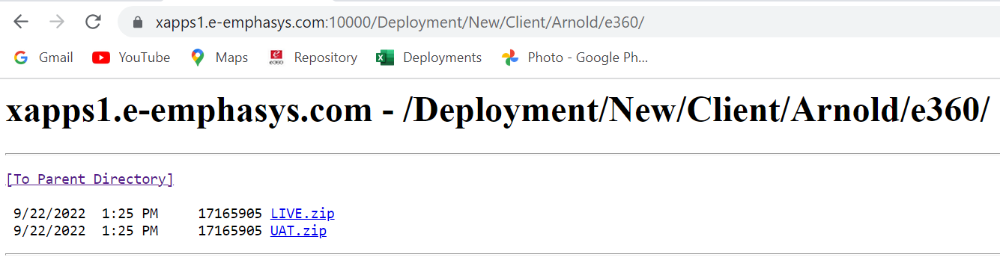 xapps1.e-emphasys.com:10000/Deployment/New/Client/Arnold/e360/
Gmail YouTube Maps Repository Deployments Photo - Google Ph...
xapps1.e-emphasys.com - /Deployment/New/Client/Arnold/e360/
[To Parent Directory]
9/22/2022 1:25 PM 17165905 LIVE.zip
9/22/2022 1:25 PM 17165905 UAT.zip